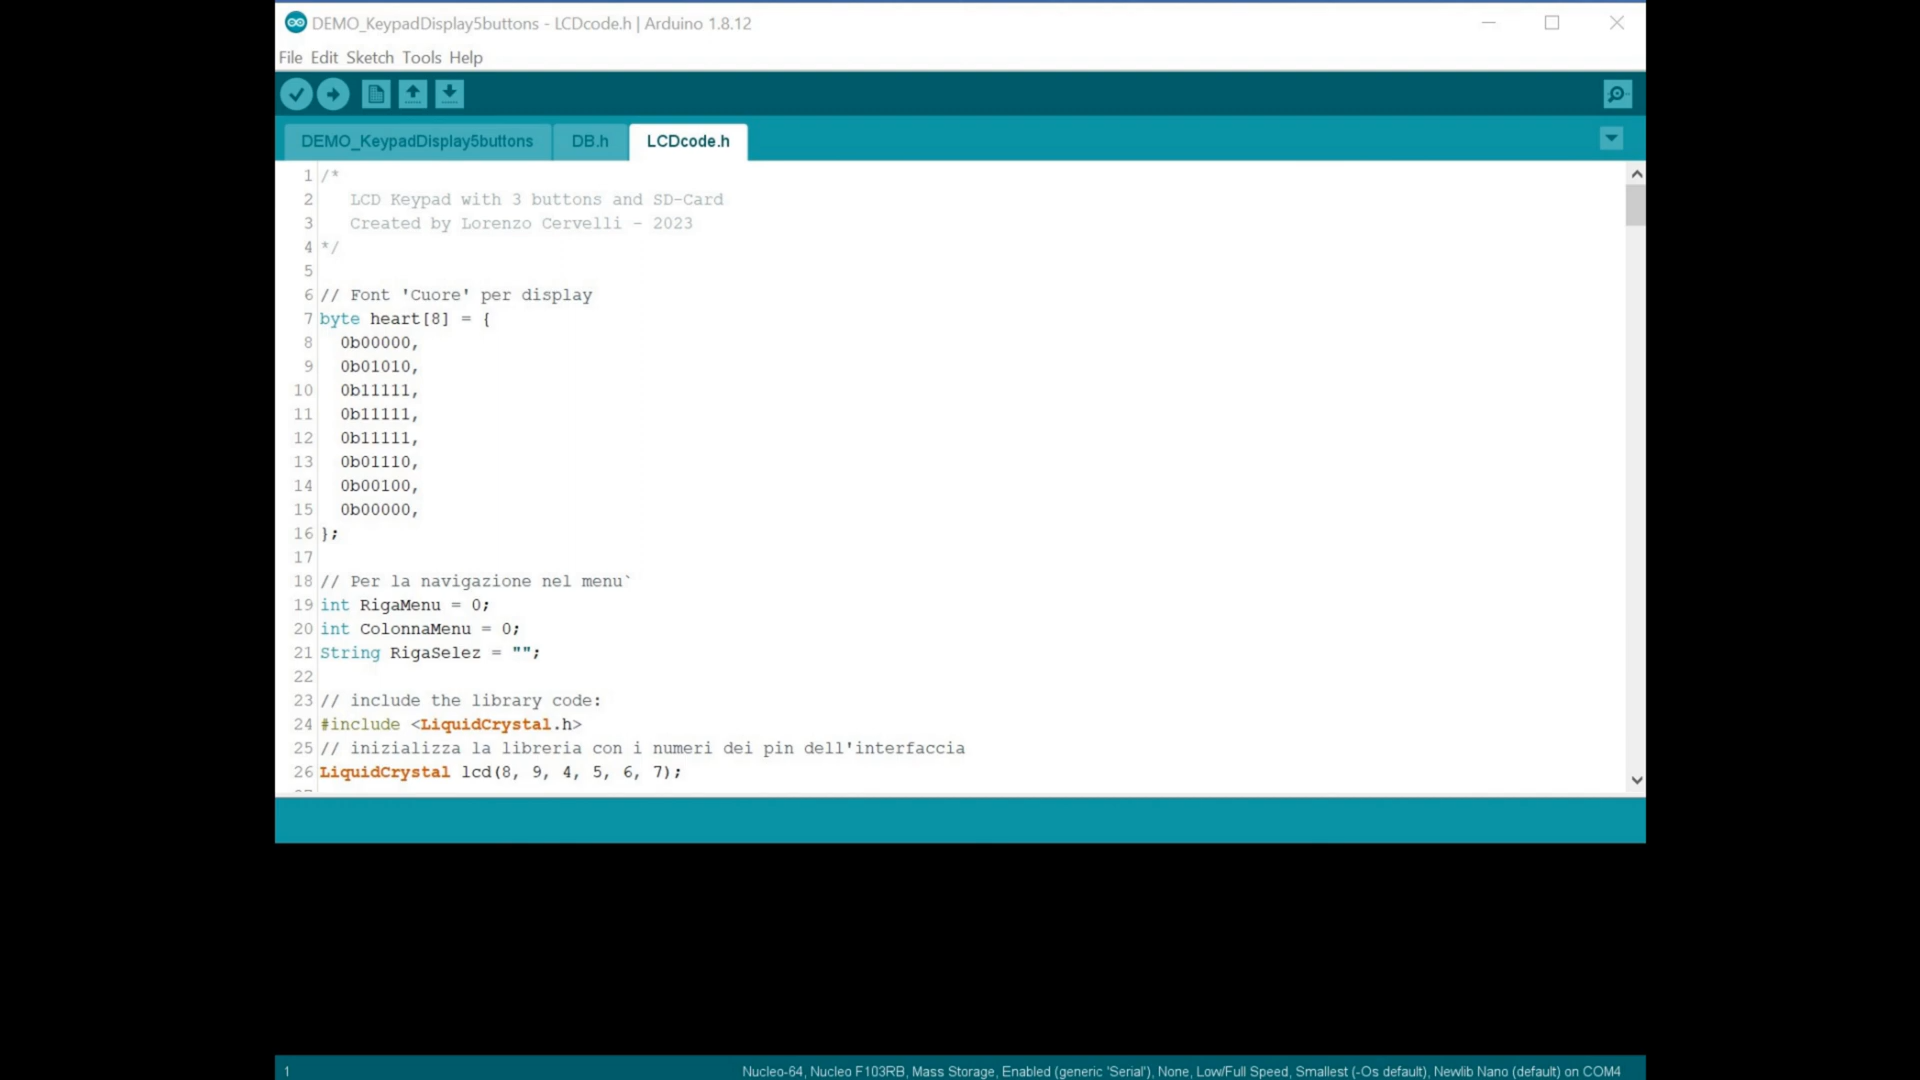 DEMO_KeypadDisplay5buttons - LCDcode.h | Arduino 1.8.12
File Edit Sketch Tools Help
DEMO_KeypadDisplay5buttons DB.h LCDcode.h
1 /*
2 LCD Keypad with 3 buttons and SD-Card
3 Created by Lorenzo Cervelli - 2023
4 */
5
6 // Font 'Cuore' per display
7 byte heart[8] = {
8 0b00000,
9 0b01010,
10 0b11111,
11 0b11111,
12 0b11111,
13 0b01110,
14 0b00100,
15 0b00000,
16 };
17
18 // Per la navigazione nel menu`
19 int RigaMenu = 0;
20 int ColonnaMenu = 0;
21 String RigaSelez = "";
22
23 // include the library code:
24 #include <LiquidCrystal.h>
25 // inizializza la libreria con i numeri dei pin dell'interfaccia
26 LiquidCrystal lcd(8, 9, 4, 5, 6, 7);
1 Nucleo-64, Nucleo F103RB, Mass Storage, Enabled (generic 'Serial'), None, Low/Full Speed, Smallest (-Os default), Newlib Nano (default) on COM4